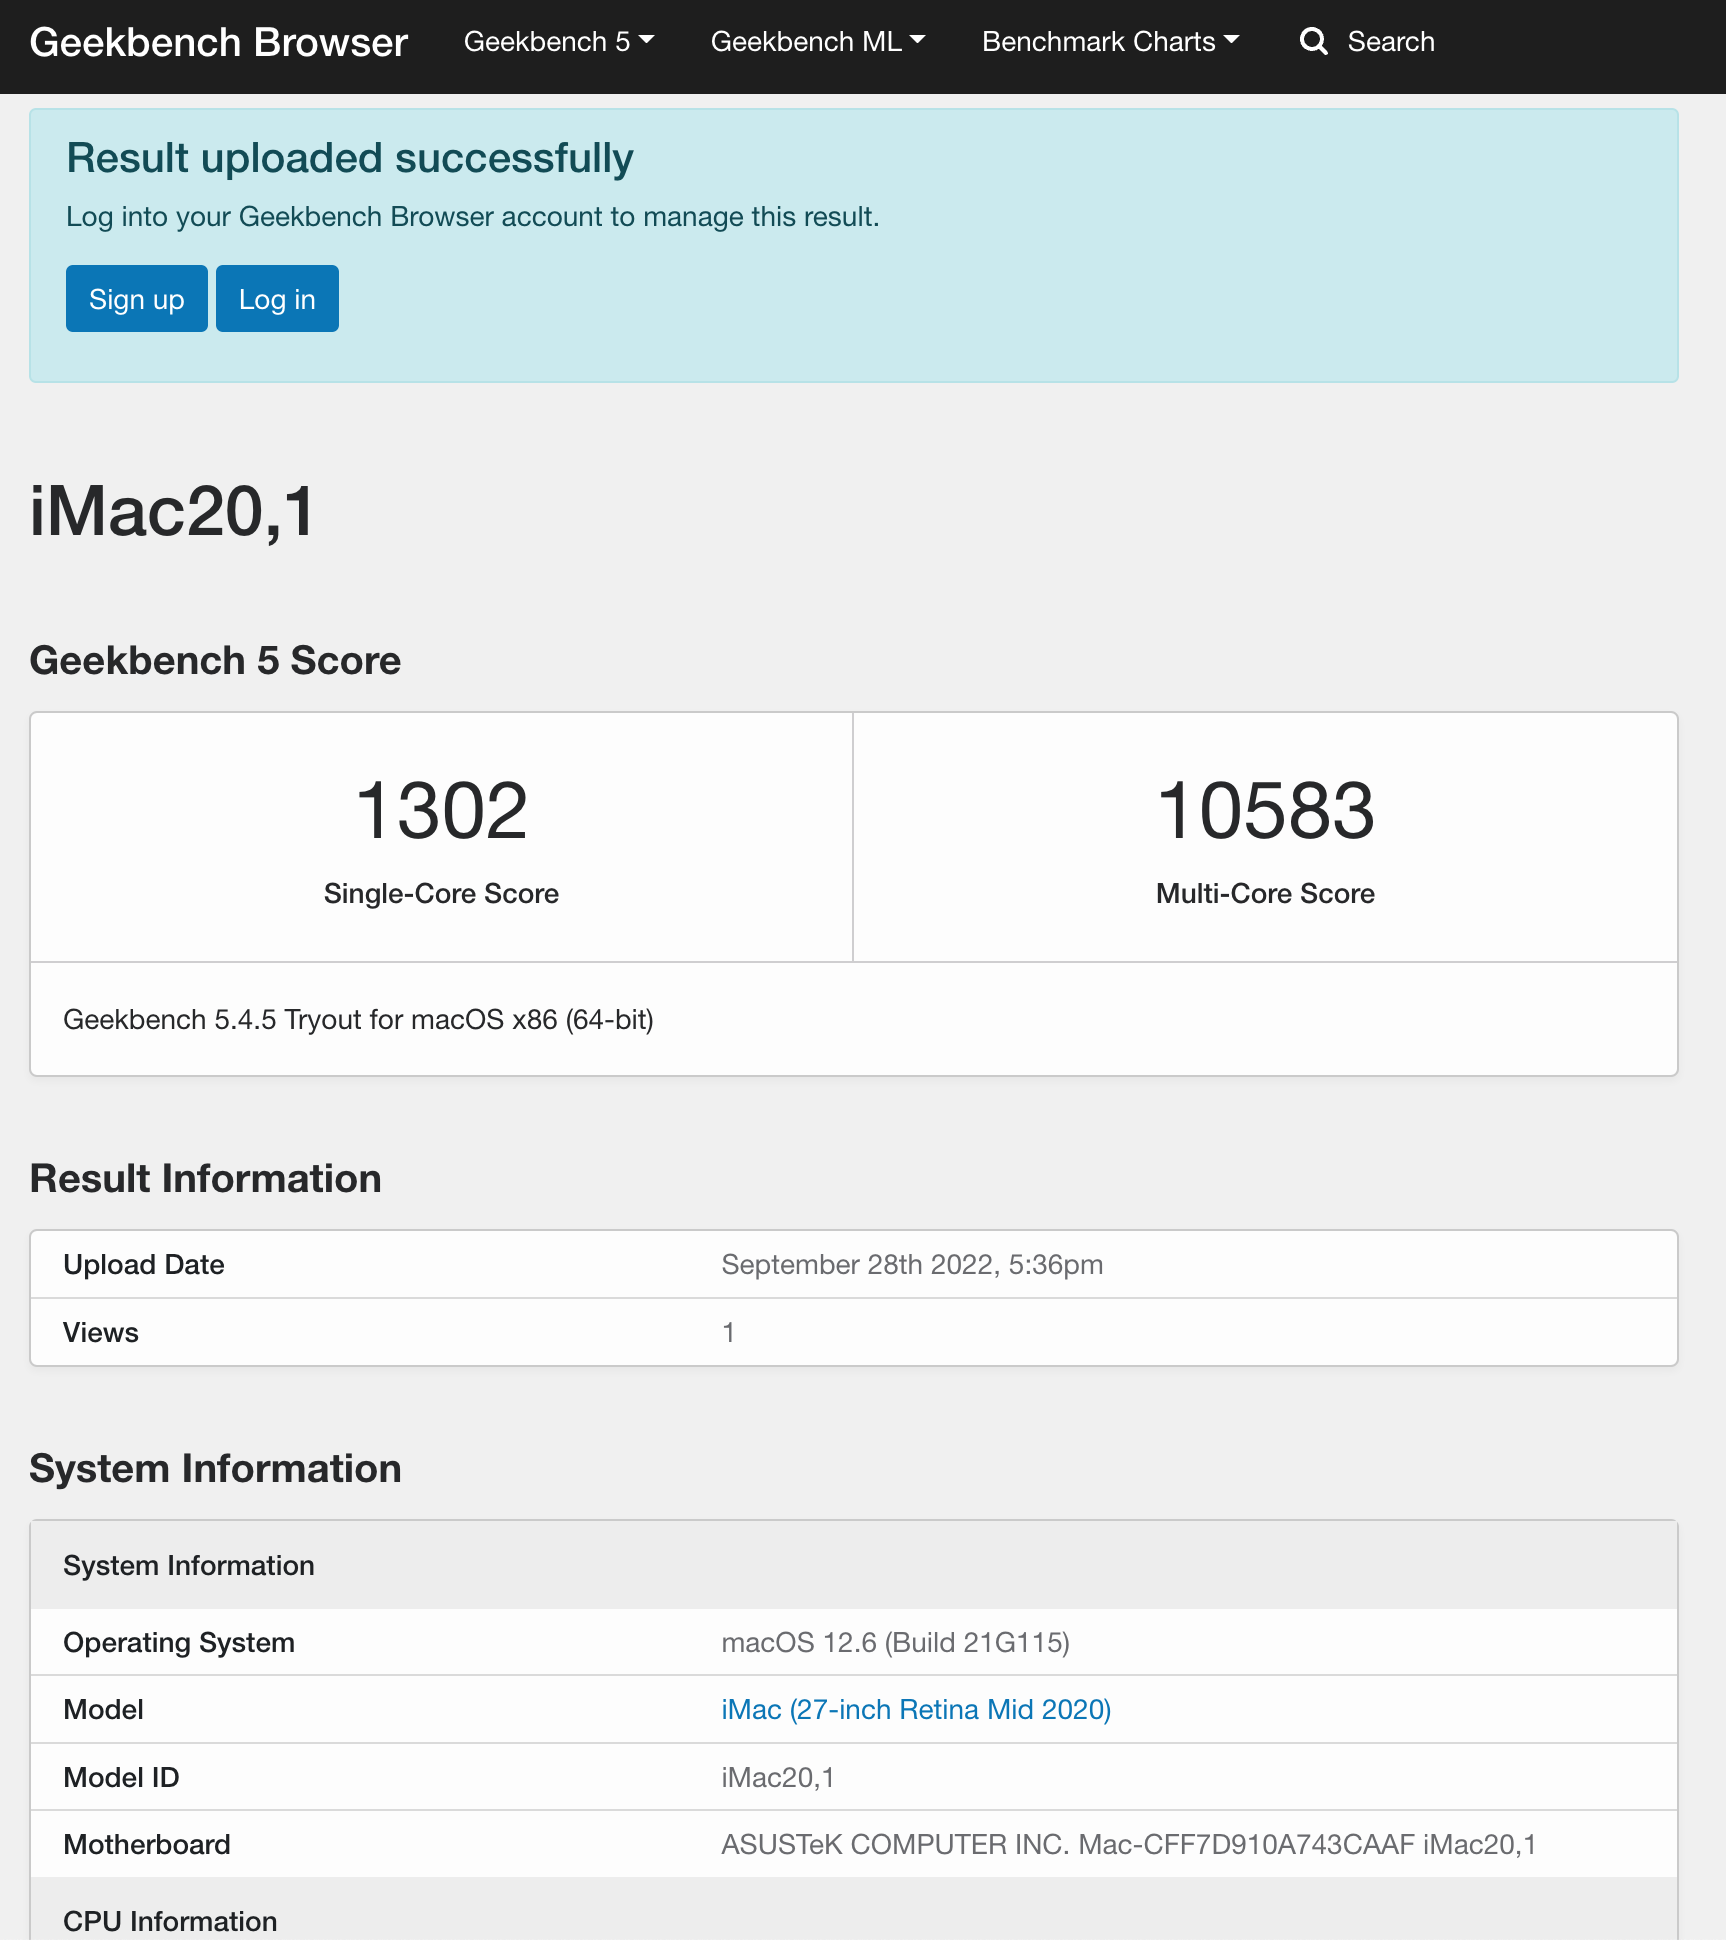 Geekbench Browser Geekbench 5 Geekbench ML Benchmark Charts Search
Result uploaded successfully
Log into your Geekbench Browser account to manage this result.
Sign up Log in
iMac20,1
Geekbench 5 Score
1302 10583
Single-Core Score Multi-Core Score
Geekbench 5.4.5 Tryout for macOS x86 (64-bit)
Result Information
Upload Date September 28th 2022, 5:36pm
Views 1
System Information
System Information
Operating System macOS 12.6 (Build 21G115)
Model iMac (27-inch Retina Mid 2020)
Model ID iMac20,1
Motherboard ASUSTeK COMPUTER INC. Mac-CFF7D910A743CAAF iMac20,1
CPU Information